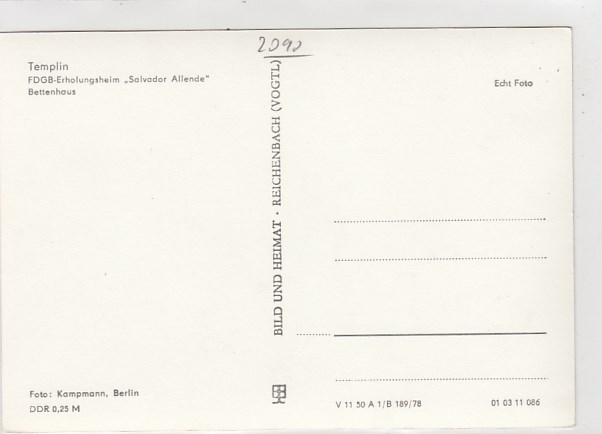 2090
Templin
FDGB-Erholungsheim „Salvador Allende"
Bettenhaus
Echt Foto
BILD UND HEIMAT · REICHENBACH (VOGTL)
Foto: Kampmann, Berlin
DDR 0,25 M
V 11 50 A 1/B 189/78
01 03 11 086